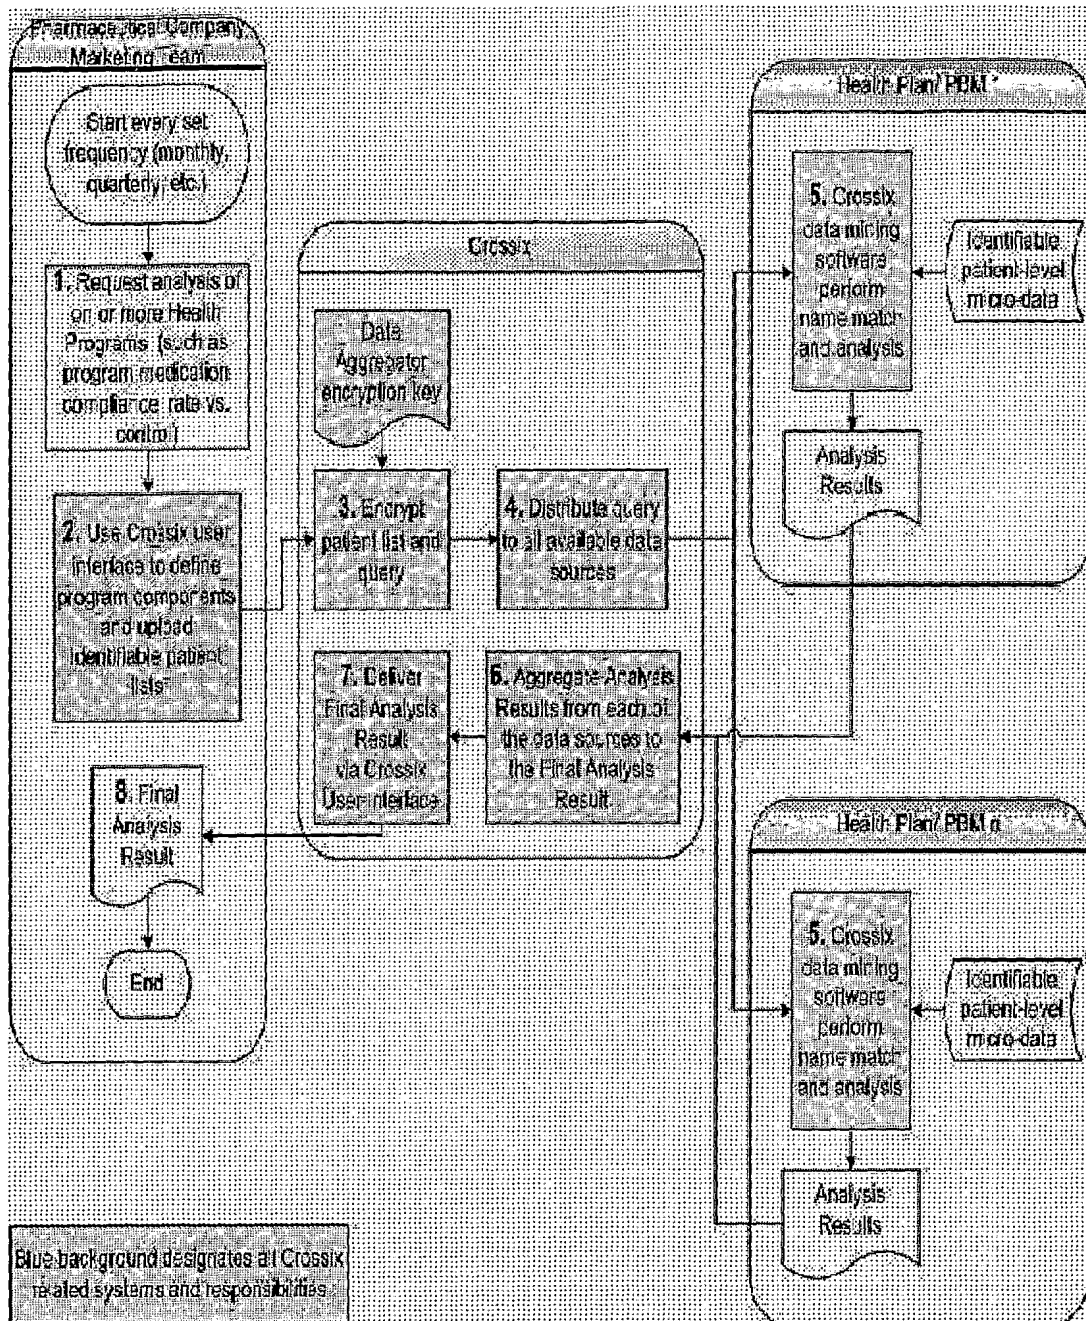 Pharmaceutical Company
Marketing Team
Start every set
frequency (monthly,
quarterly, etc.)
1. Request analysis of
on or more Health
Programs (such as
program medication
compliance rate vs.
control)
2. Use Crossix user
interface to define
program components
and upload
identifiable patient
lists
8. Final
Analysis
Result
End
Crossix
Data
Aggregator
encryption key
3. Encrypt
patient list and
query
4. Distribute query
to all available data
sources
7. Deliver
Final Analysis
Result
via Crossix
User Interface
6. Aggregate Analysis
Results from each of
the data sources to
the Final Analysis
Result.
Health Plan/ PBM
5. Crossix
data mining
software
perform
name match
and analysis
Identifiable
patient-level
micro-data
Analysis
Results
Health Plan/ PBM n
5. Crossix
data mining
software
perform
name match
and analysis
Identifiable
patient-level
micro-data
Analysis
Results
Blue background designates all Crossix
related systems and responsibilities